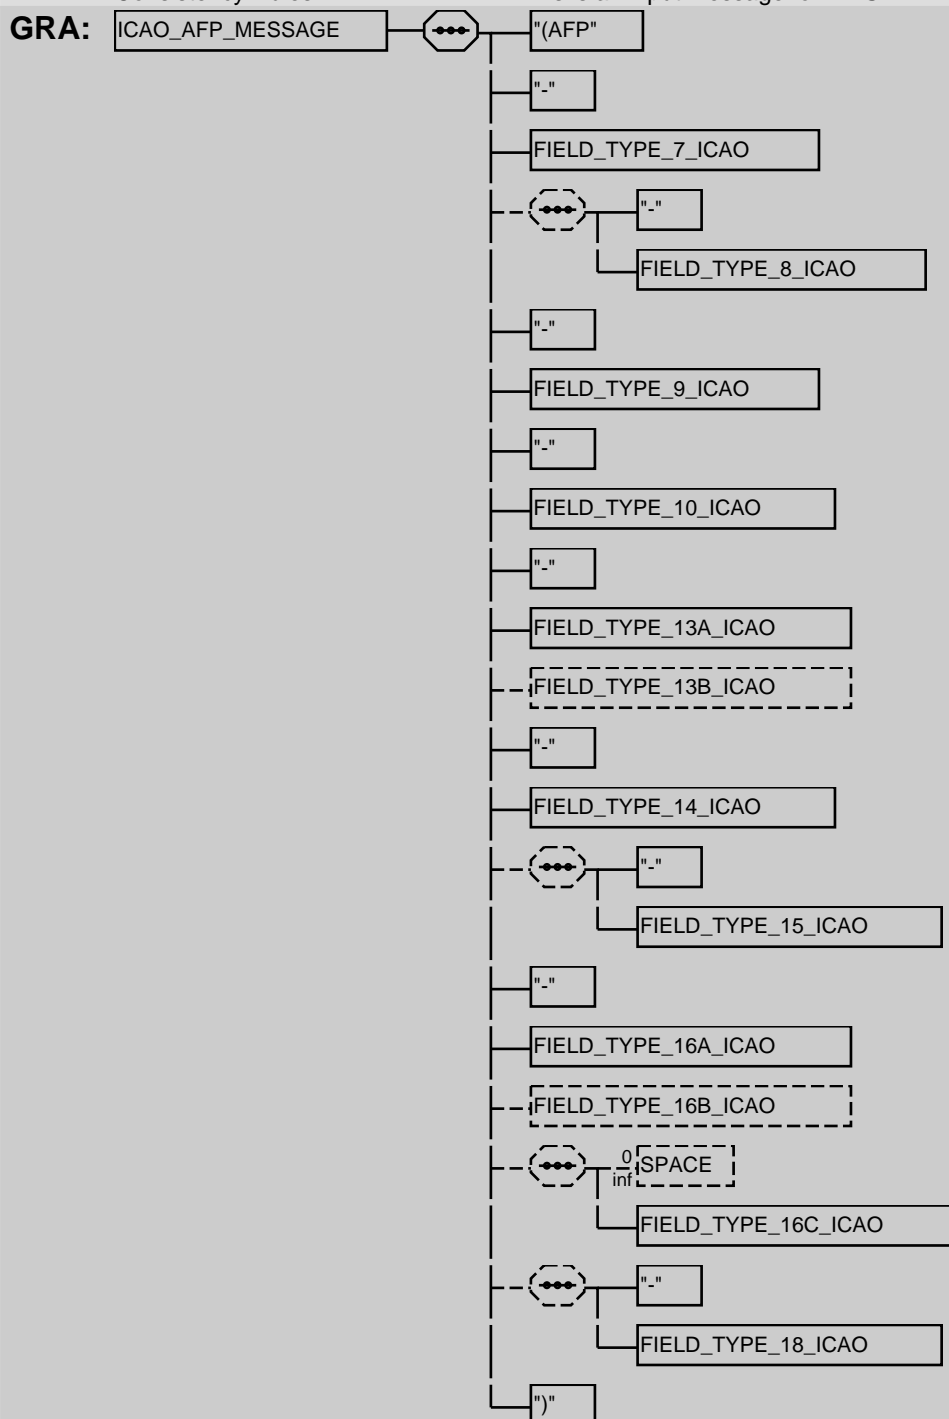 GRA: ICAO_AFP_MESSAGE "(AFP"
"-"
FIELD_TYPE_7_ICAO
"-"
FIELD_TYPE_8_ICAO
"-"
FIELD_TYPE_9_ICAO
"-"
FIELD_TYPE_10_ICAO
"-"
FIELD_TYPE_13A_ICAO
FIELD_TYPE_13B_ICAO
"-"
FIELD_TYPE_14_ICAO
"-"
FIELD_TYPE_15_ICAO
"-"
FIELD_TYPE_16A_ICAO
FIELD_TYPE_16B_ICAO
0 SPACE
inf
FIELD_TYPE_16C_ICAO
"-"
FIELD_TYPE_18_ICAO
")"